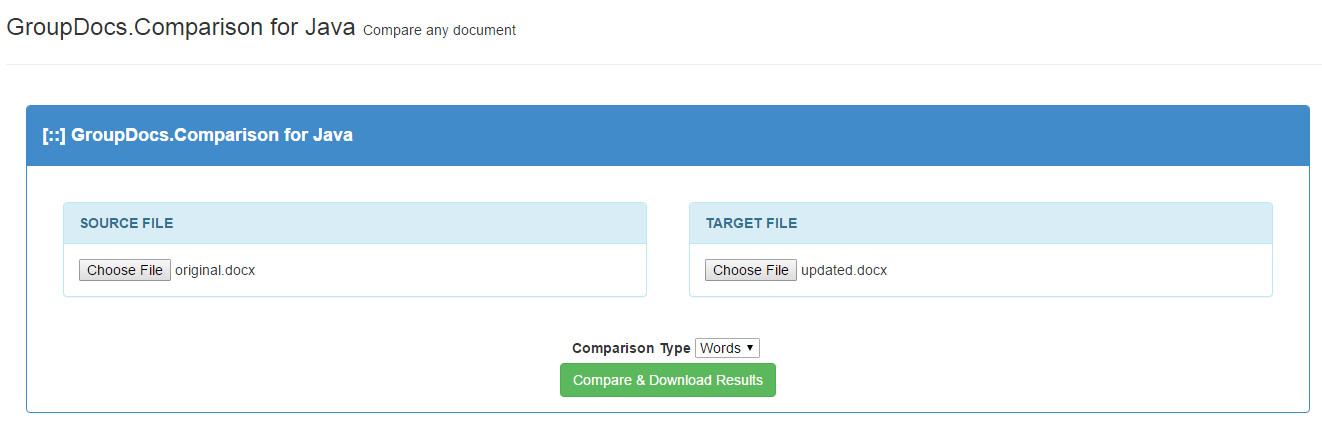 GroupDocs.Comparison for Java Compare any document
[::] GroupDocs.Comparison for Java
SOURCE FILE
Choose File original.docx
TARGET FILE
Choose File updated.docx
Comparison Type Words
Compare & Download Results